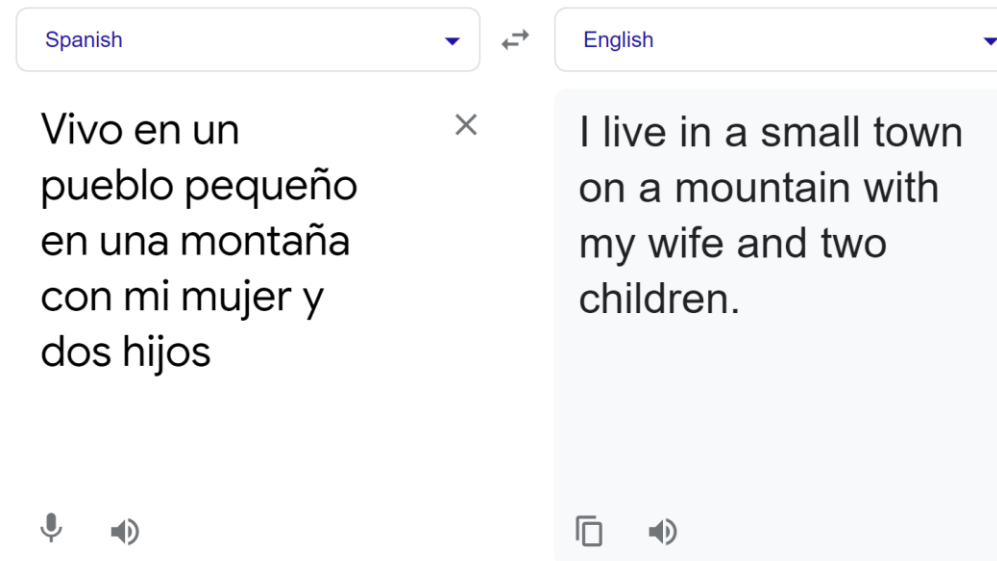 Spanish
English
Vivo en un
pueblo pequeño
en una montaña
con mi mujer y
dos hijos
I live in a small town
on a mountain with
my wife and two
children.